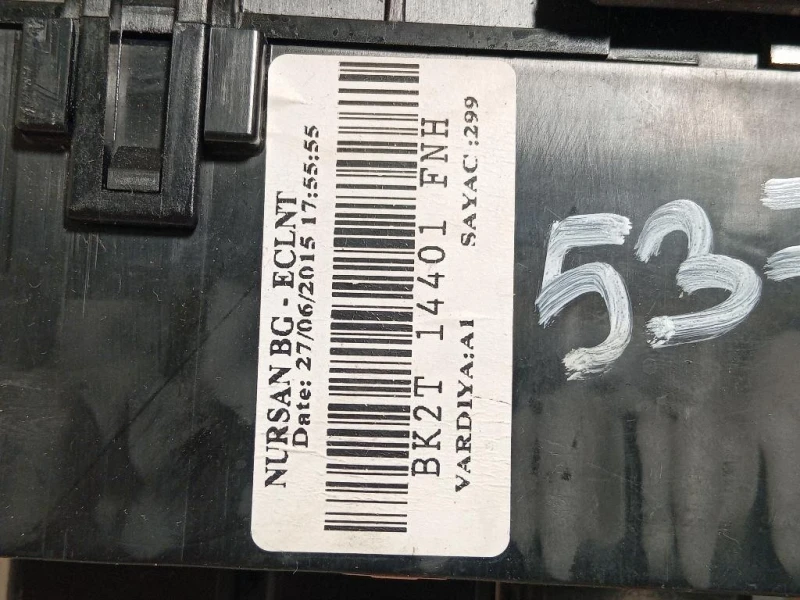 NURSAN BG - ECLNT
Date: 27/06/2015 17:55:55
BK2T 14401 FNH
VARDIYA:A1 SAYAC :299
53